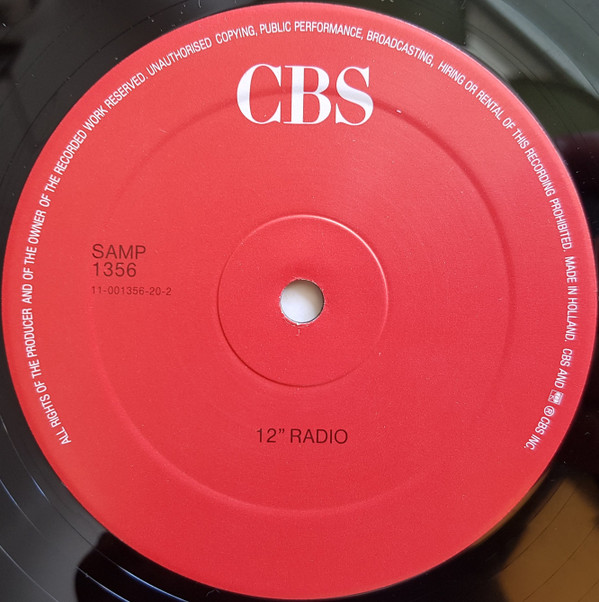 ALL RIGHTS OF THE PRODUCER AND OF THE OWNER OF THE RECORDED WORK RESERVED. UNAUTHORISED COPYING, PUBLIC PERFORMANCE, BROADCASTING, HIRING OR RENTAL OF THIS RECORDING PROHIBITED. MADE IN HOLLAND. CBS AND ℗ CBS INC.
CBS
SAMP
1356
11-001356-20-2
12” RADIO